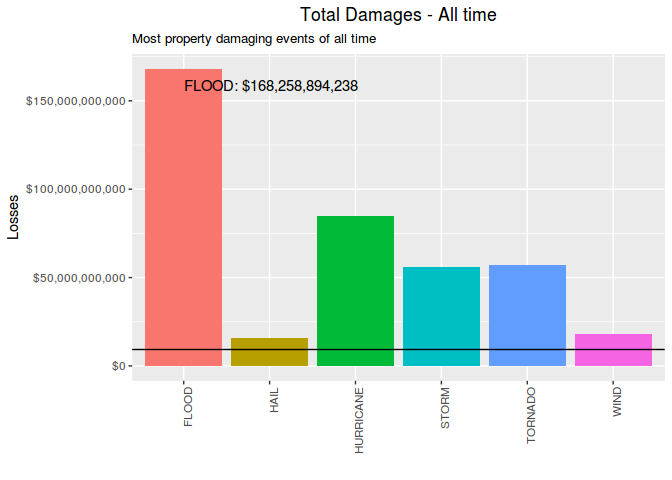 Total Damages - All time
Most property damaging events of all time
Losses
$150,000,000,000
$100,000,000,000
$50,000,000,000
$0
FLOOD: $168,258,894,238
FLOOD
HAIL
HURRICANE
STORM
TORNADO
WIND